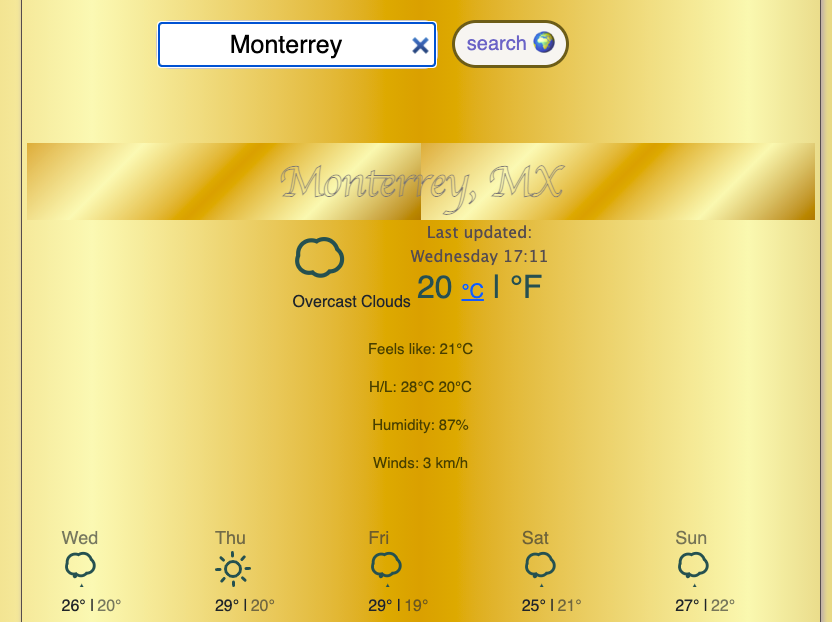 Monterrey
search 🌍
Monterrey, MX
Last updated:
Wednesday 17:11
20 °C | °F
Overcast Clouds
Feels like: 21°C
H/L: 28°C 20°C
Humidity: 87%
Winds: 3 km/h
Wed Thu Fri Sat Sun
26° | 20° 29° | 20° 29° | 19° 25° | 21° 27° | 22°